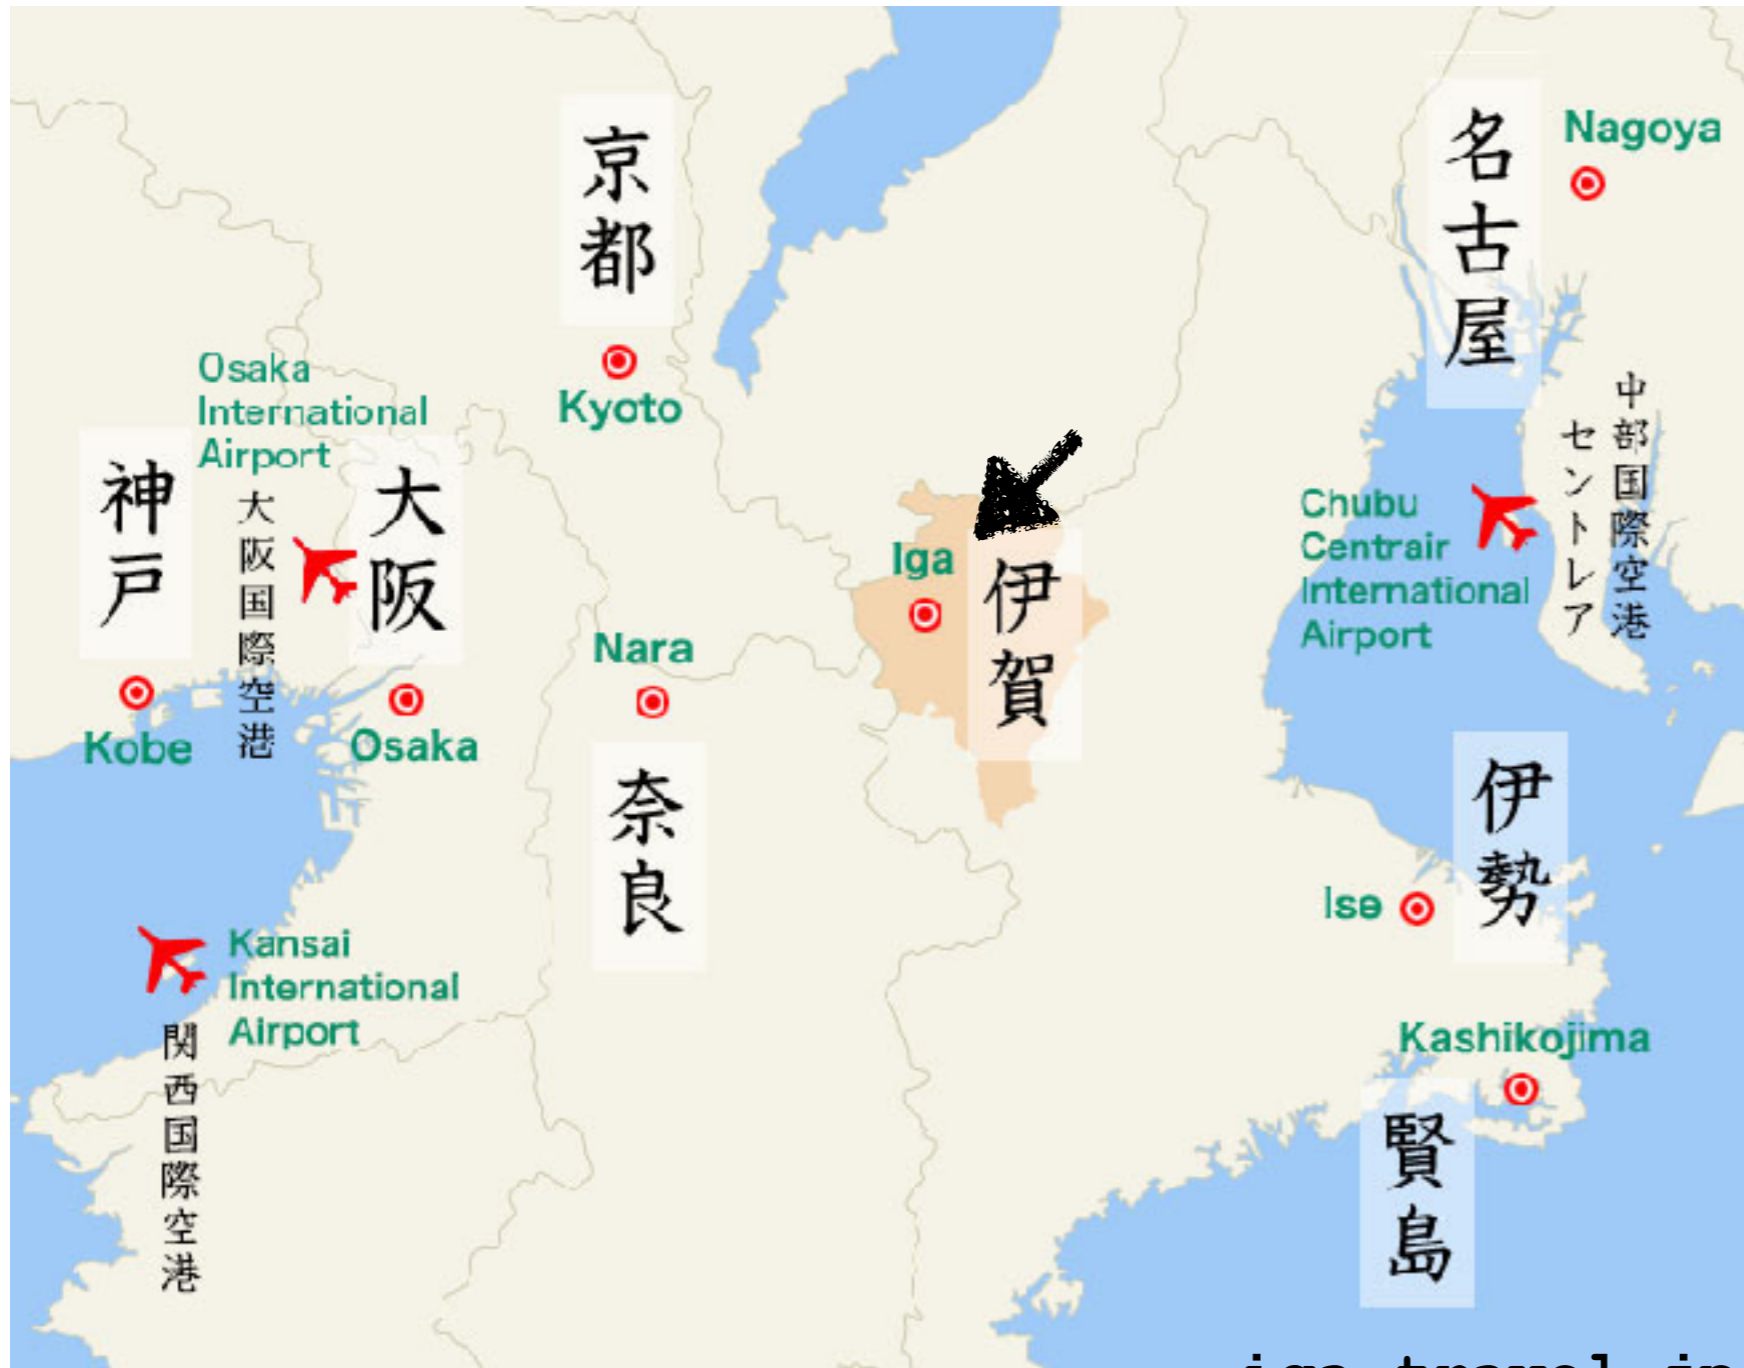 京都
Kyoto
名古屋
Nagoya
Osaka
International
Airport
大阪国際空港
神戸
Kobe
大阪
Osaka
Nara
奈良
Iga
伊賀
Chubu
Centrair
International
Airport
中部国際空港
セントレア
伊勢
Ise
Kansai
International
Airport
関西国際空港
Kashikojima
賢島